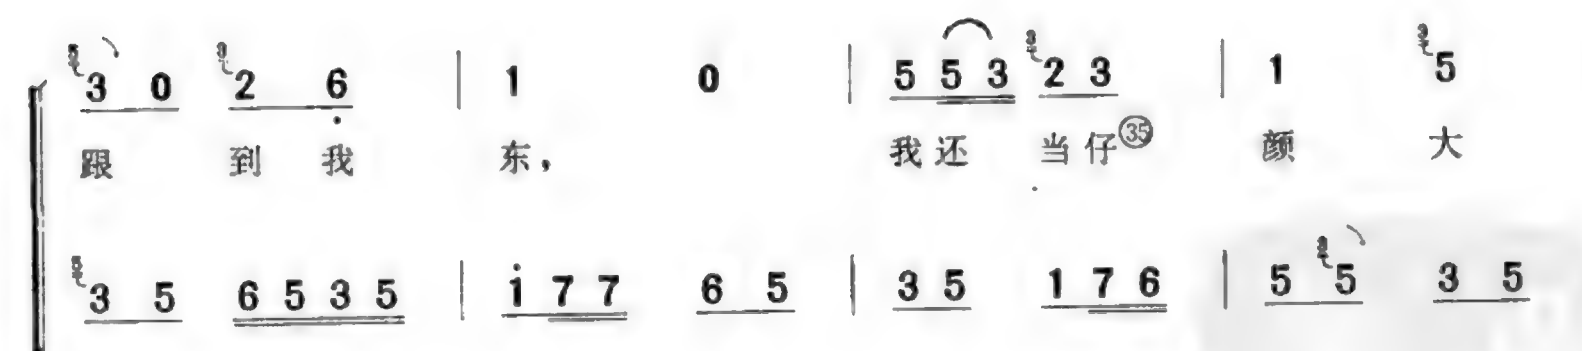 3 0 2 6 | 1 0 | 5 5 3 2 3 | 1 5
跟 到 我 东， 我 还 当 仔㉟ 颜 大
3 5 6 5 3 5 | i 7 7 6 5 | 3 5 1 7 6 | 5 5 3 5